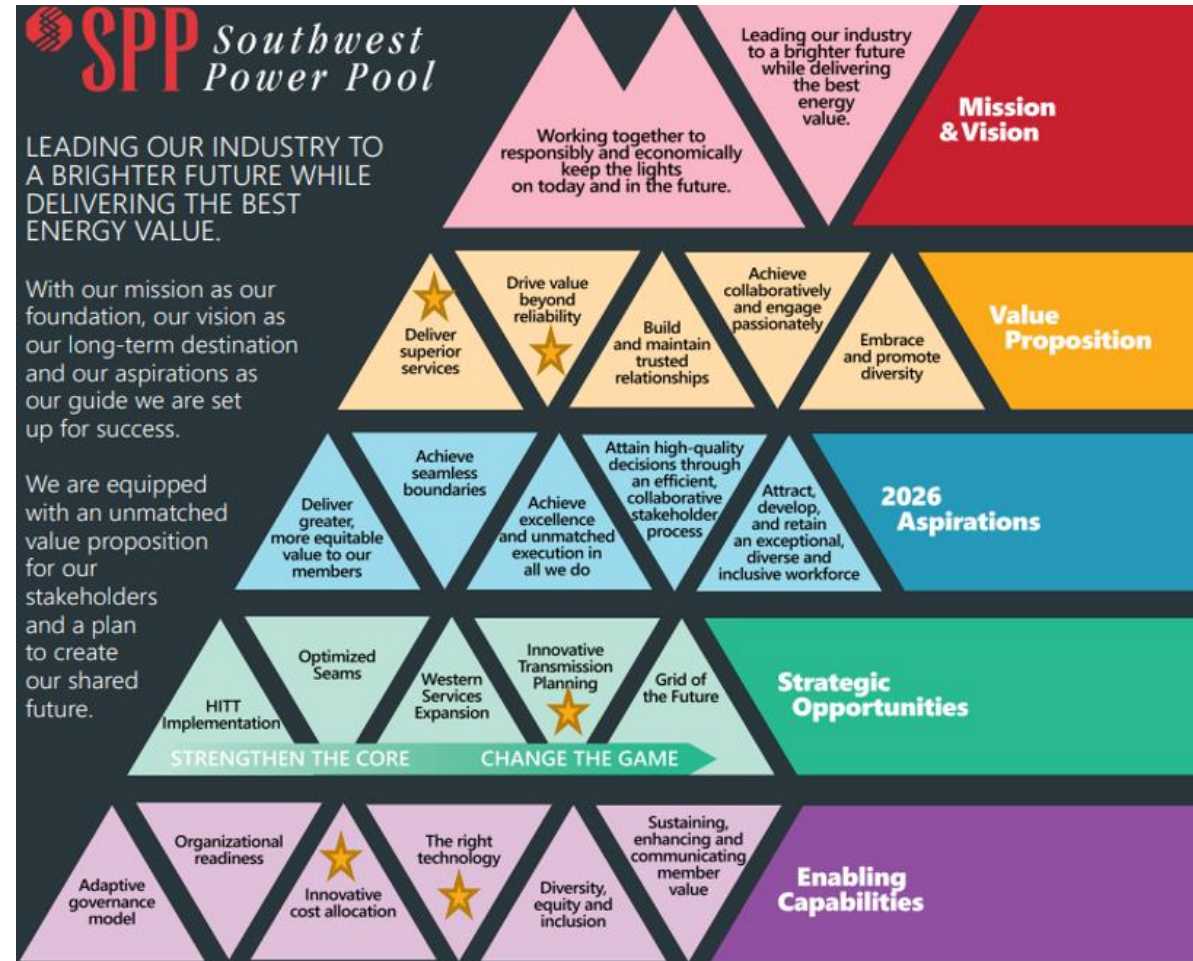 SPP Southwest
Power Pool
LEADING OUR INDUSTRY TO
A BRIGHTER FUTURE WHILE
DELIVERING THE BEST
ENERGY VALUE.
With our mission as our
foundation, our vision as
our long-term destination
and our aspirations as
our guide we are set
up for success.
We are equipped
with an unmatched
value proposition
for our
stakeholders
and a plan
to create
our shared
future.
Working together to
responsibly and economically
keep the lights
on today and in the future.
Leading our industry
to a brighter future
while delivering
the best
energy
value.
Mission
& Vision
Deliver
superior
services
Drive value
beyond
reliability
Build
and maintain
trusted
relationships
Achieve
collaboratively
and engage
passionately
Embrace
and promote
diversity
Value
Proposition
Deliver
greater,
more equitable
value to our
members
Achieve
seamless
boundaries
Achieve
excellence
and unmatched
execution in
all we do
Attain high-quality
decisions through
an efficient,
collaborative
stakeholder
process
Attract,
develop,
and retain
an exceptional,
diverse and
inclusive workforce
2026
Aspirations
HITT
Implementation
Optimized
Seams
Western
Services
Expansion
Innovative
Transmission
Planning
Grid of
the Future
STRENGTHEN THE CORE
CHANGE THE GAME
Strategic
Opportunities
Adaptive
governance
model
Organizational
readiness
Innovative
cost allocation
The right
technology
Diversity,
equity and
inclusion
Sustaining,
enhancing and
communicating
member
value
Enabling
Capabilities